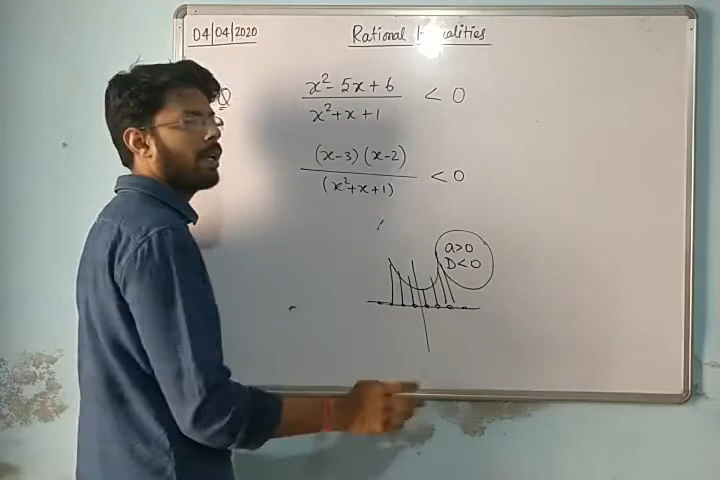 04/04/2020
Rational
Q
x² - 5x + 6 / x² + x + 1 < 0
(x-3) (x-2) / (x² + x + 1) < 0
a>0
D<0